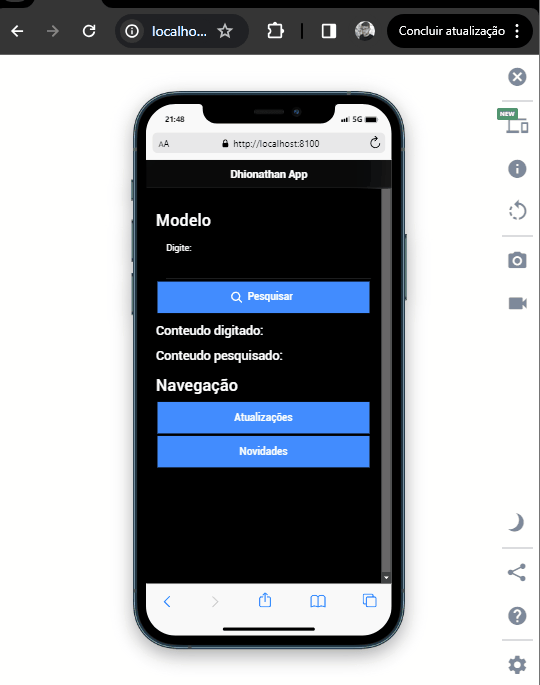 localho...
Concluir atualização
NEW
21:48
5G
AA
http://localhost:8100
Dhionathan App
Modelo
Digite:
Pesquisar
Conteudo digitado:
Conteudo pesquisado:
Navegação
Atualizações
Novidades